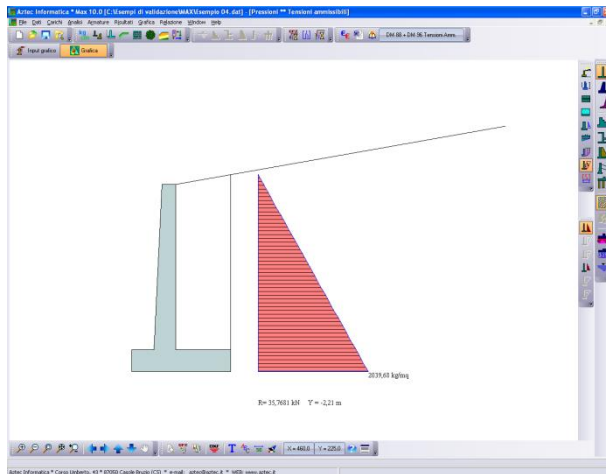 Aztec Informatica * Max 10.0 [C:\Esempi di validazione\MAX\Esempio 04.dat] - [Pressioni ** Tensioni ammissibili]
File Dati Carichi Analisi Armature Risultati Grafica Relazione Window Help
DM 88 + DM 96 Tensioni Amm.
Input grafico Grafica
2039,68 kg/mq
R= 35,7681 kN Y = -2,21 m
X = 460,0 Y = 225,0
Aztec Informatica * Corso Umberto, 43 * 87050 Casole Bruzio (CS) * e-mail: aztec@aztec.it * WEB: www.aztec.it